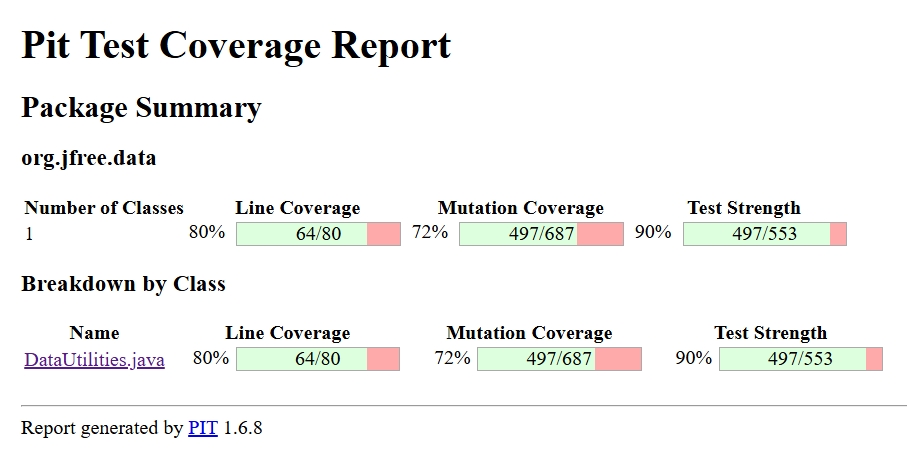 Pit Test Coverage Report
Package Summary
org.jfree.data
Number of Classes Line Coverage Mutation Coverage Test Strength
1 80% 64/80 72% 497/687 90% 497/553
Breakdown by Class
Name Line Coverage Mutation Coverage Test Strength
DataUtilities.java 80% 64/80 72% 497/687 90% 497/553
Report generated by PIT 1.6.8